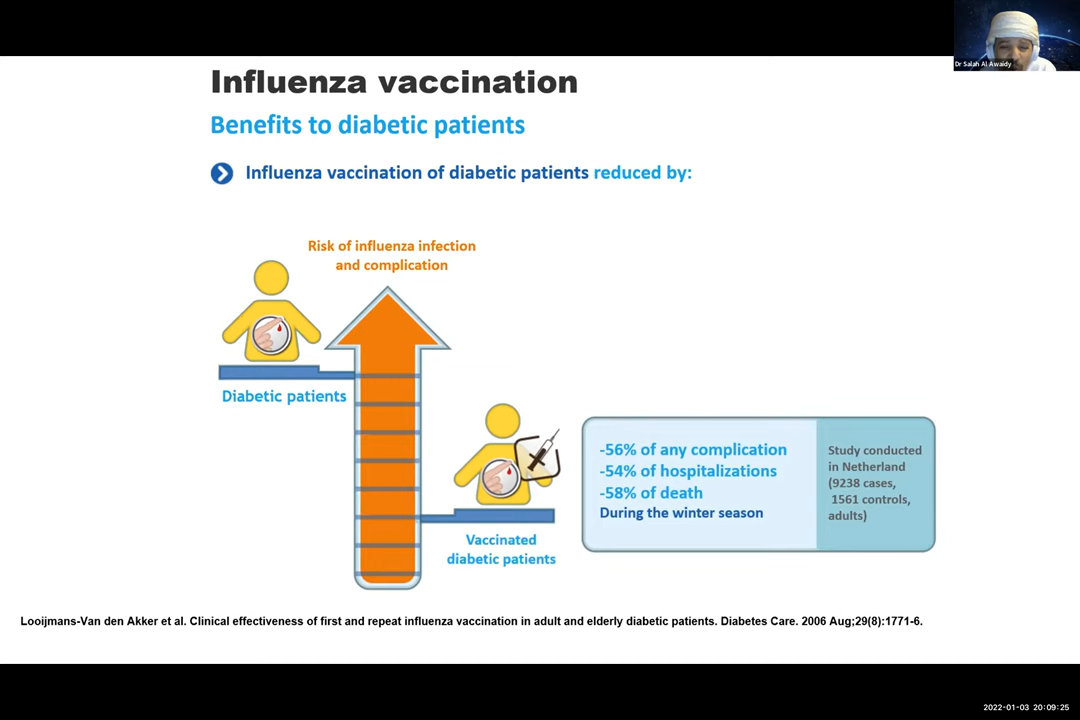 Dr Salah Al Awaidy
Influenza vaccination
Benefits to diabetic patients
Influenza vaccination of diabetic patients reduced by:
Risk of influenza infection
and complication
Diabetic patients
Vaccinated
diabetic patients
-56% of any complication
-54% of hospitalizations
-58% of death
During the winter season
Study conducted
in Netherland
(9238 cases,
1561 controls,
adults)
Looijmans-Van den Akker et al. Clinical effectiveness of first and repeat influenza vaccination in adult and elderly diabetic patients. Diabetes Care. 2006 Aug;29(8):1771-6.
2022-01-03 20:09:25